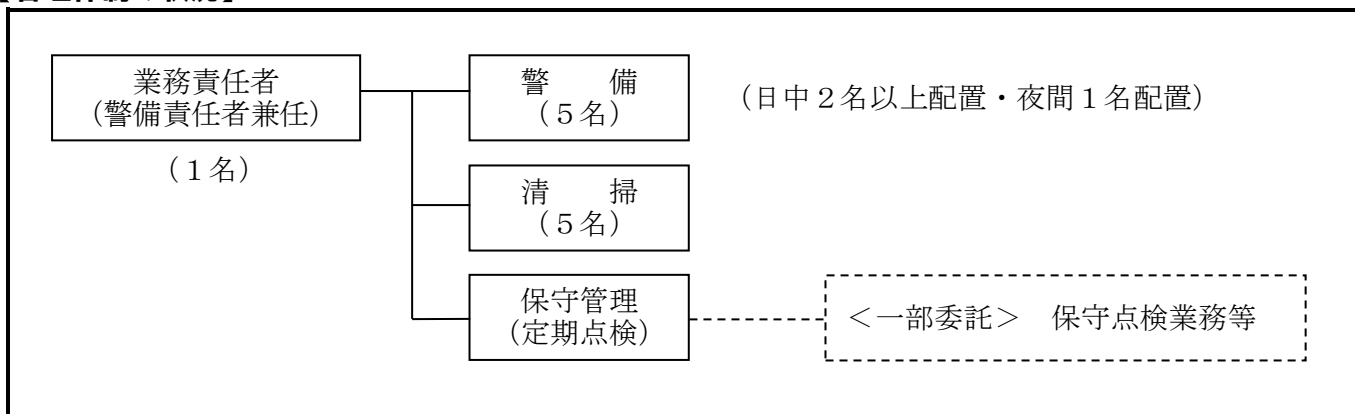 業務責任者
(警備責任者兼任)
(1名)
警　　備
(5名)
(日中2名以上配置・夜間1名配置)
清　　掃
(5名)
保守管理
(定期点検)
<一部委託>　保守点検業務等